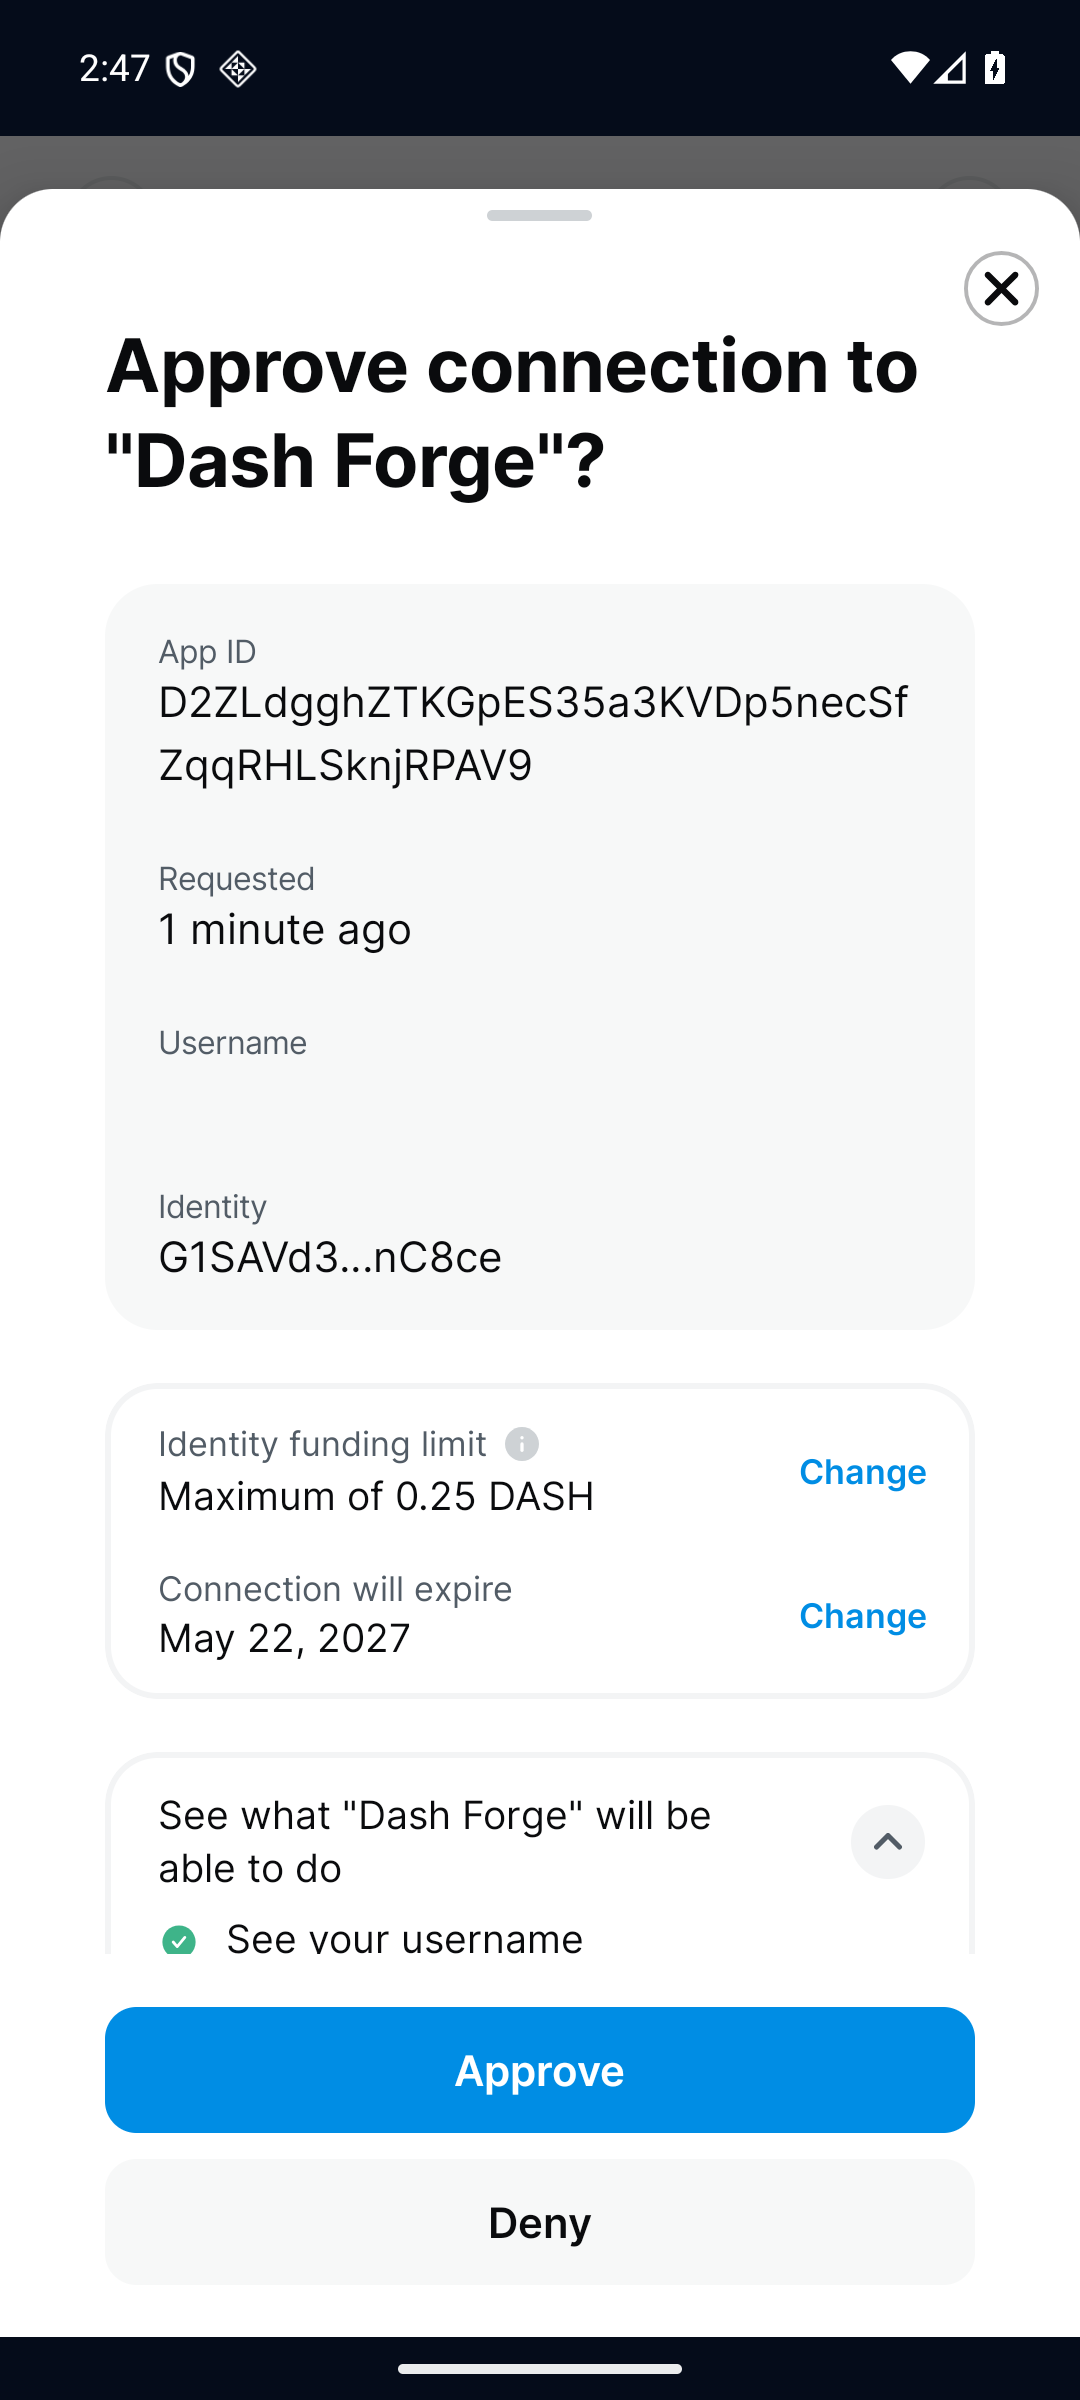 2:47
Approve connection to
"Dash Forge"?
App ID
D2ZLdgghZTKGpES35a3KVDp5necSf
ZqqRHLSknjRPAV9
Requested
1 minute ago
Username
Identity
G1SAVd3...nC8ce
Identity funding limit
Maximum of 0.25 DASH
Change
Connection will expire
May 22, 2027
Change
See what "Dash Forge" will be
able to do
See your username
Approve
Deny